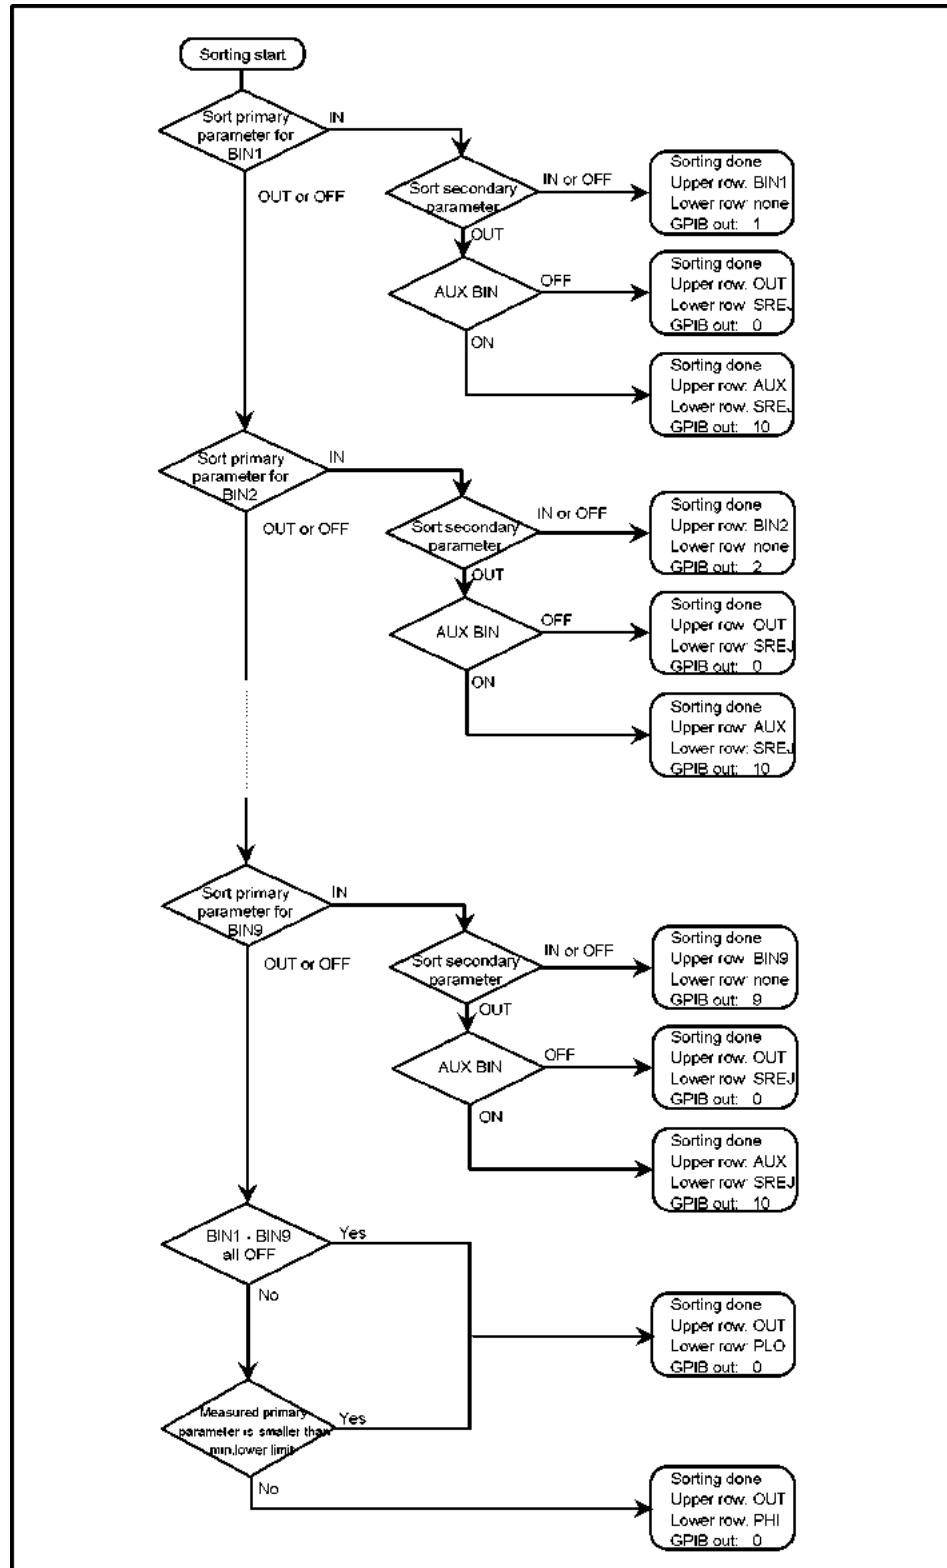 Sorting start
Sort primary
parameter for
BIN1
IN
OUT or OFF
Sort secondary
parameter
IN or OFF
OUT
Sorting done
Upper row: BIN1
Lower row: none
GPIB out: 1
AUX BIN
OFF
ON
Sorting done
Upper row: OUT
Lower row: SREJ
GPIB out: 0
Sorting done
Upper row: AUX
Lower row: SREJ
GPIB out: 10
Sort primary
parameter for
BIN2
IN
OUT or OFF
Sort secondary
parameter
IN or OFF
OUT
Sorting done
Upper row: BIN2
Lower row: none
GPIB out: 2
AUX BIN
OFF
ON
Sorting done
Upper row: OUT
Lower row: SREJ
GPIB out: 0
Sorting done
Upper row: AUX
Lower row: SREJ
GPIB out: 10
Sort primary
parameter for
BIN9
IN
OUT or OFF
Sort secondary
parameter
IN or OFF
OUT
Sorting done
Upper row: BIN9
Lower row: none
GPIB out: 9
AUX BIN
OFF
ON
Sorting done
Upper row: OUT
Lower row: SREJ
GPIB out: 0
Sorting done
Upper row: AUX
Lower row: SREJ
GPIB out: 10
BIN1 - BIN9
all OFF
Yes
No
Sorting done
Upper row: OUT
Lower row: PLO
GPIB out: 0
Measured primary
parameter is smaller than
min.lower limit
Yes
No
Sorting done
Upper row: OUT
Lower row: PHI
GPIB out: 0